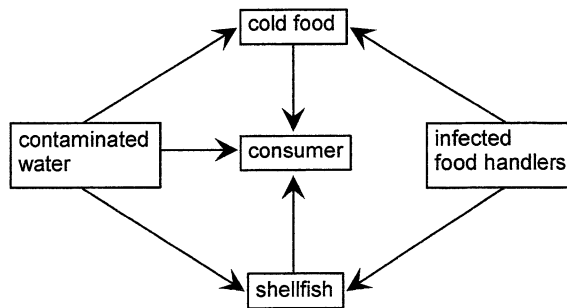 cold food
contaminated
water
consumer
infected
food handlers
shellfish